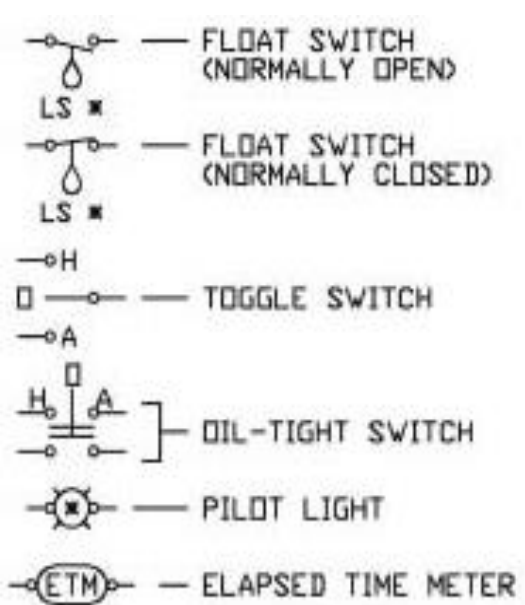 FLOAT SWITCH
(NORMALLY OPEN)
LS *
FLOAT SWITCH
(NORMALLY CLOSED)
LS *
H
O TOGGLE SWITCH
A
O
H A
OIL-TIGHT SWITCH
* PILOT LIGHT
ETM ELAPSED TIME METER